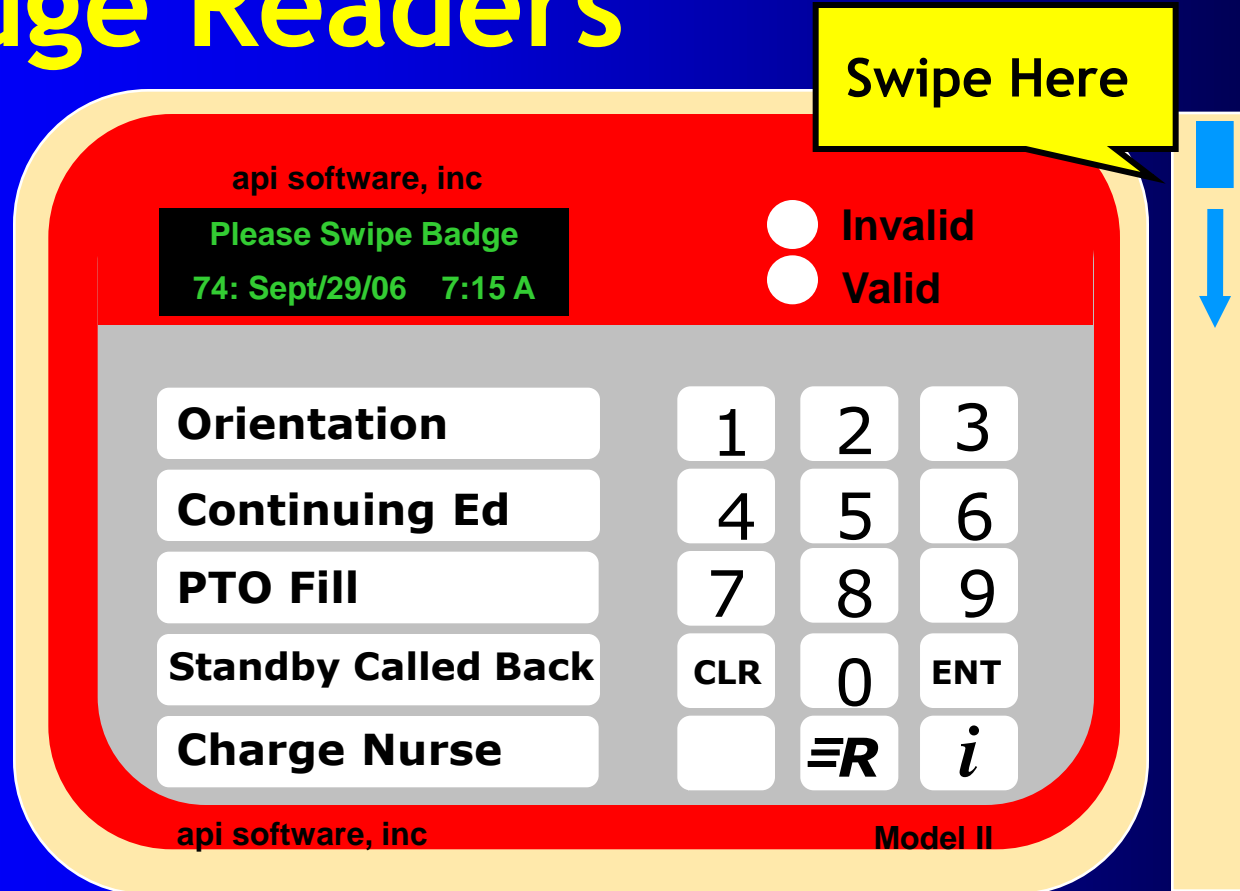 Readers
Swipe Here
api software, inc
Please Swipe Badge
74: Sept/29/06 7:15 A
Invalid
Valid
Orientation
1 2 3
Continuing Ed
4 5 6
PTO Fill
7 8 9
Standby Called Back
CLR 0 ENT
Charge Nurse
R i
api software, inc
Model II